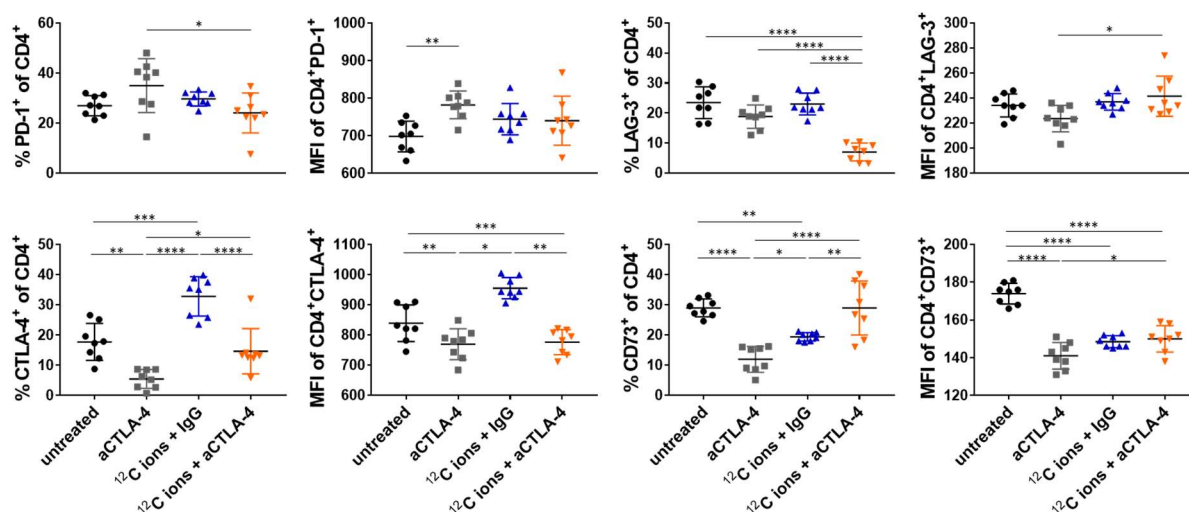 % PD-1⁺ of CD4⁺
60
40
20
0
*
MFI of CD4⁺PD-1⁺
1000
900
800
700
600
**
% LAG-3⁺ of CD4⁺
40
30
20
10
0
****
****
****
MFI of CD4⁺LAG-3⁺
300
280
260
240
220
200
180
160
*
% CTLA-4⁺ of CD4⁺
50
40
30
20
10
0
***
*
** **** ****
untreated
aCTLA-4
¹²C ions + IgG
¹²C ions + aCTLA-4
MFI of CD4⁺CTLA-4⁺
1100
1000
900
800
700
600
***
** * **
untreated
aCTLA-4
¹²C ions + IgG
¹²C ions + aCTLA-4
% CD73⁺ of CD4⁺
50
40
30
20
10
0
**
****
**** * **
untreated
aCTLA-4
¹²C ions + IgG
¹²C ions + aCTLA-4
MFI of CD4⁺CD73⁺
200
180
160
140
120
****
****
**** *
untreated
aCTLA-4
¹²C ions + IgG
¹²C ions + aCTLA-4